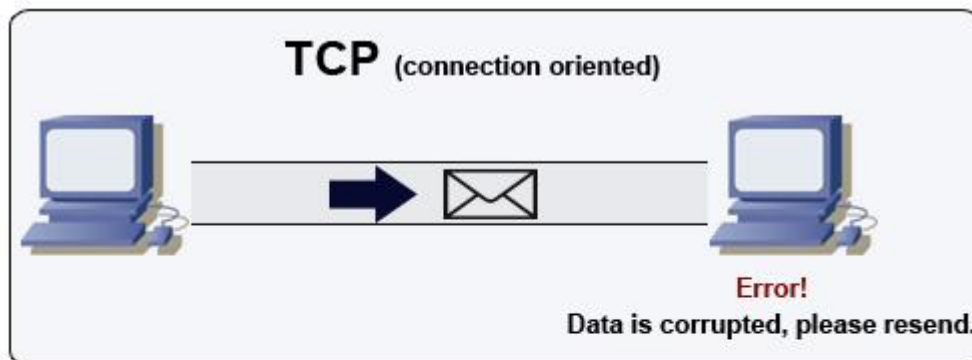 TCP (connection oriented)
Error!
Data is corrupted, please resend.